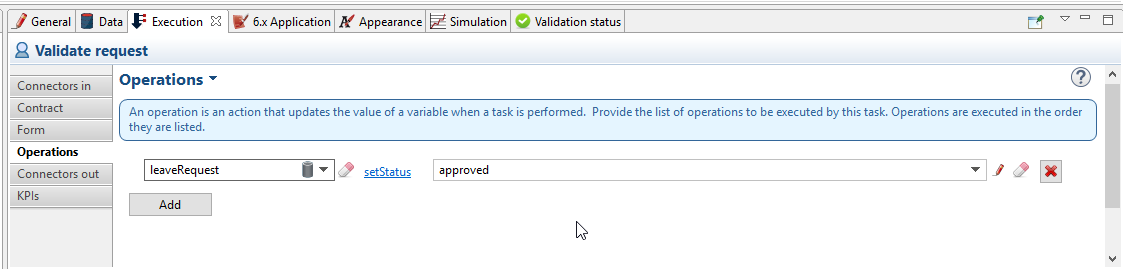 General Data Execution 6.x Application Appearance Simulation Validation status
Validate request
Connectors in
Contract
Form
Operations
Connectors out
KPIs
Operations
?
An operation is an action that updates the value of a variable when a task is performed. Provide the list of operations to be executed by this task. Operations are executed in the order
they are listed.
leaveRequest setStatus approved
Add